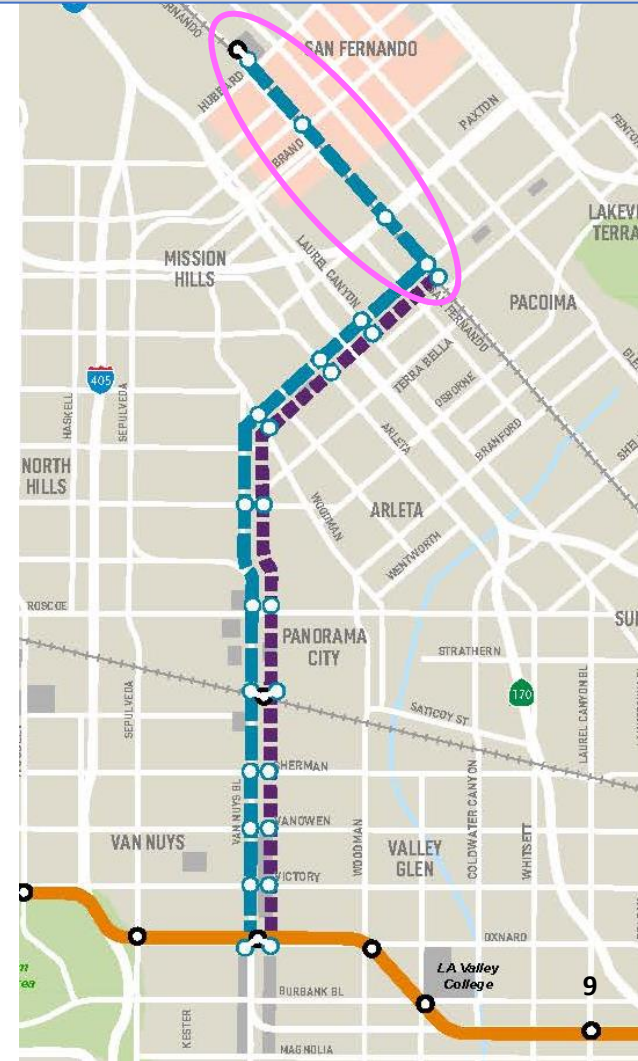 SAN FERNANDO
HUBBARD
PAXTON
BRAND
MISSION
HILLS
LAUREL CANYON
PACOIMA
SAN FERNANDO
TERRA BELLA
405
OSBORNE
HASKELL
SEPULVEDA
ARLETA
BRANFORD
NORTH
HILLS
WOODMAN
ARLETA
WENTWORTH
ROSCOE
PANORAMA
CITY
STRATHERN
170
SATICOY ST
SEPULVEDA
LAUREL CANYON BL
SHERMAN
VAN NUYS BL
COLDWATER CANYON
VANOWEN
WOODMAN
WHITSETT
VAN NUYS
VALLEY
GLEN
VICTORY
OXNARD
LA Valley
College
9
BURBANK BL
KESTER
MAGNOLIA